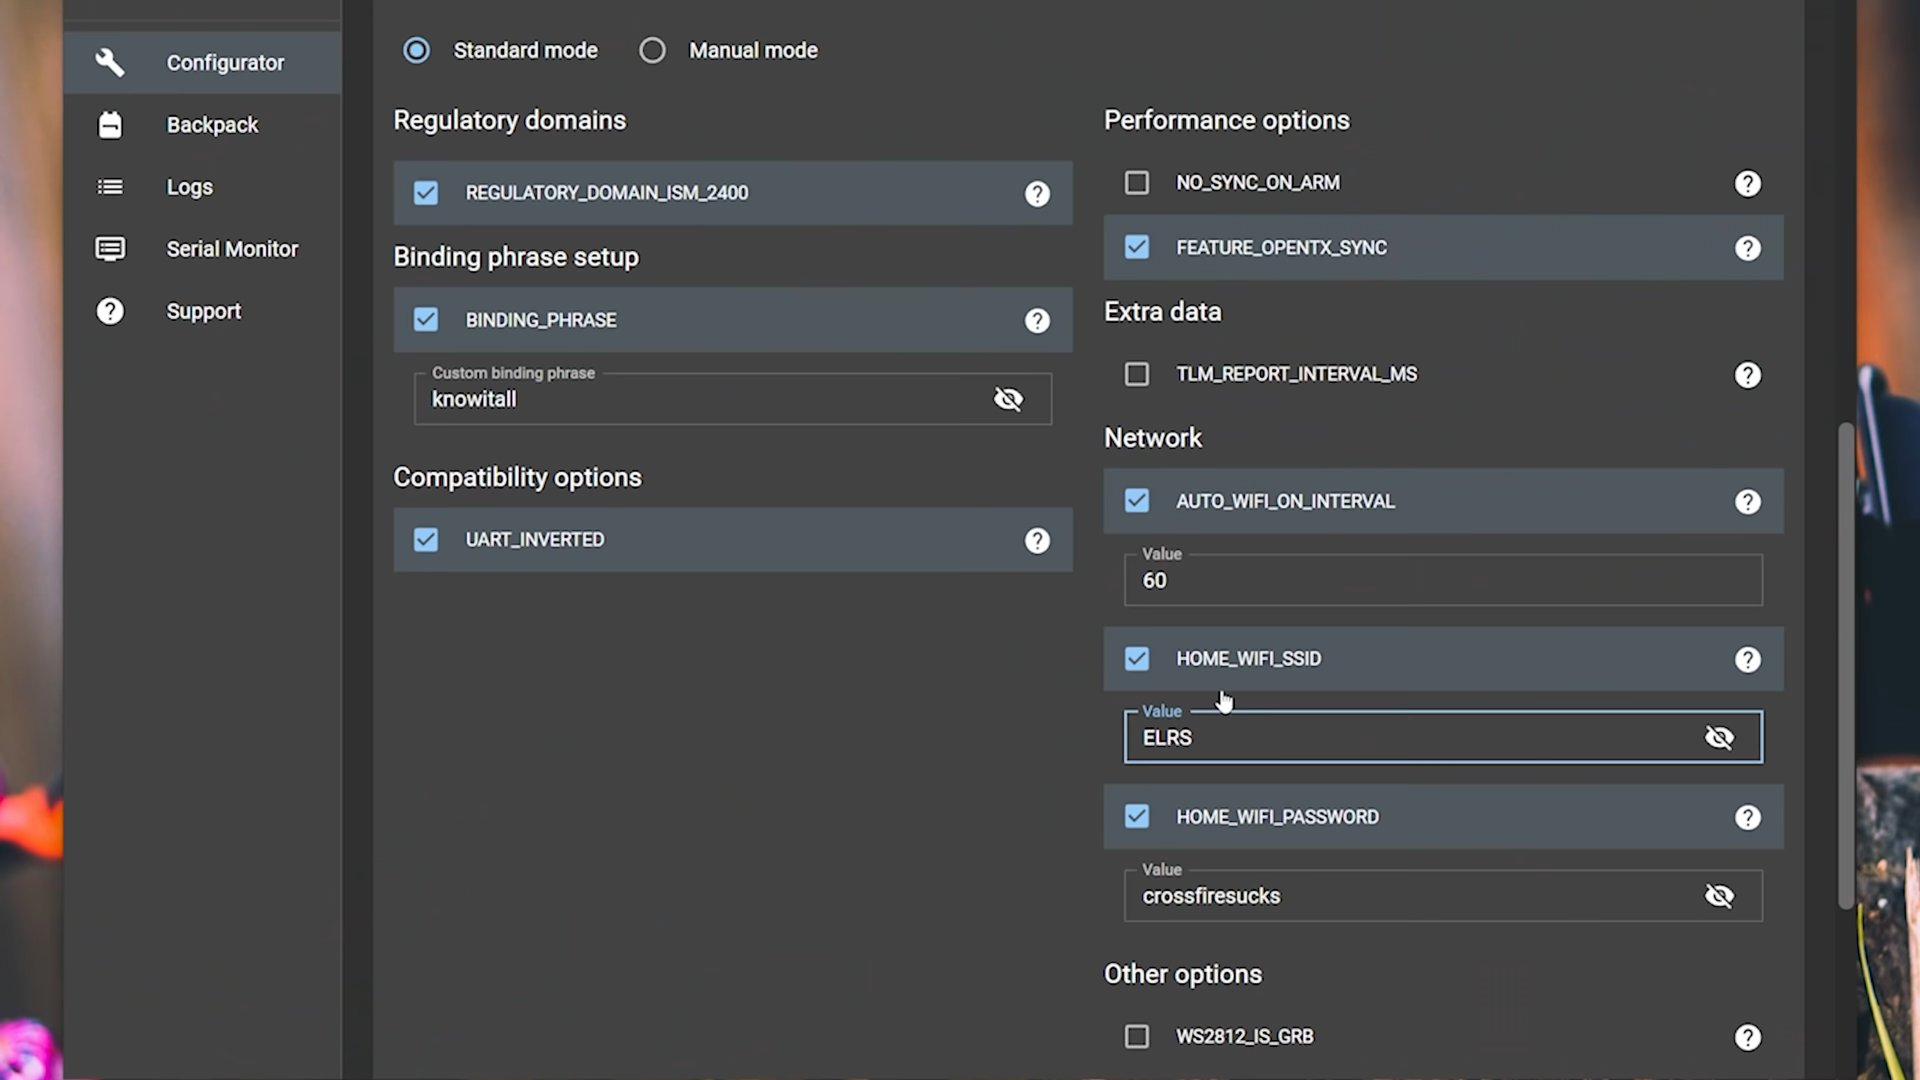 Configurator
Backpack
Logs
Serial Monitor
Support
Standard mode
Manual mode
Regulatory domains
REGULATORY_DOMAIN_ISM_2400
Binding phrase setup
BINDING_PHRASE
Custom binding phrase
knowitall
Compatibility options
UART_INVERTED
Performance options
NO_SYNC_ON_ARM
FEATURE_OPENTX_SYNC
Extra data
TLM_REPORT_INTERVAL_MS
Network
AUTO_WIFI_ON_INTERVAL
Value
60
HOME_WIFI_SSID
Value
ELRS
HOME_WIFI_PASSWORD
Value
crossfiresucks
Other options
WS2812_IS_GRB